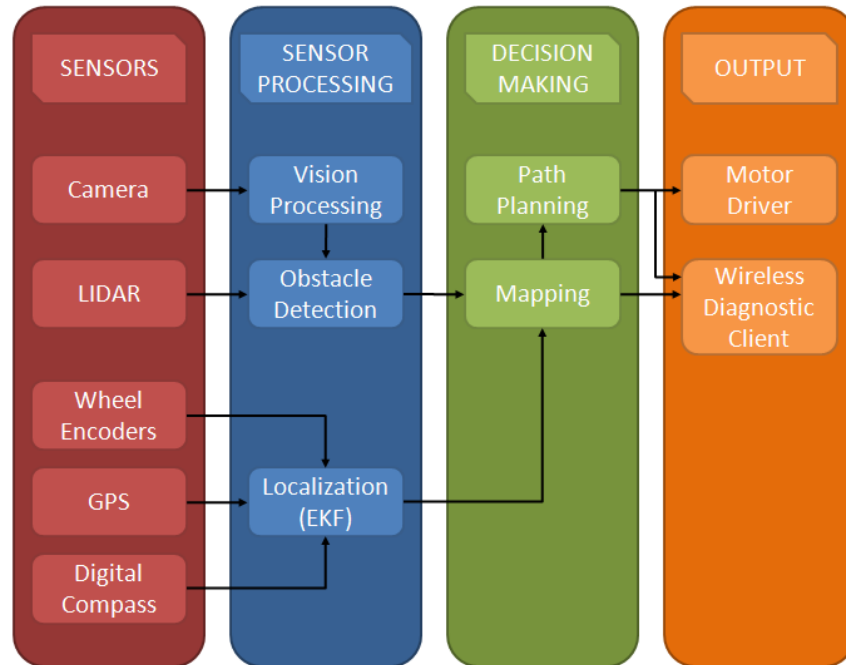 SENSORS
SENSOR
PROCESSING
DECISION
MAKING
OUTPUT
Camera
Vision
Processing
Path
Planning
Motor
Driver
LIDAR
Obstacle
Detection
Mapping
Wireless
Diagnostic
Client
Wheel
Encoders
GPS
Localization
(EKF)
Digital
Compass